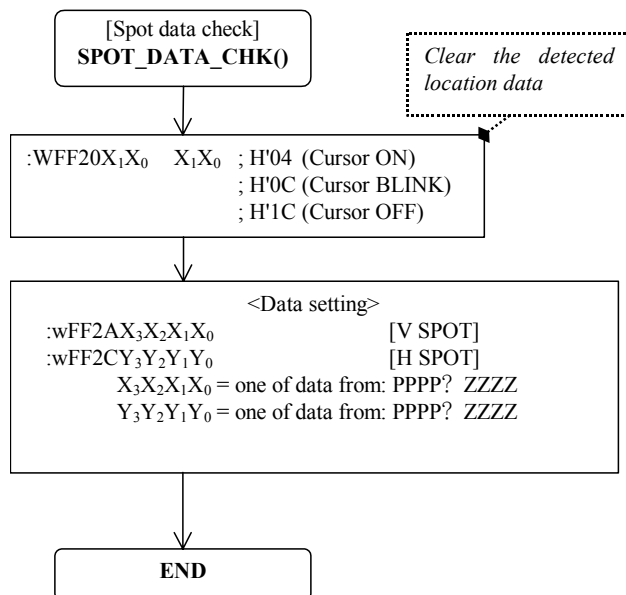 [Spot data check]
SPOT_DATA_CHK()
Clear the detected
location data
:WFF20X₁X₀ X₁X₀ ; H'04 (Cursor ON)
; H'0C (Cursor BLINK)
; H'1C (Cursor OFF)
<Data setting>
:wFF2AX₃X₂X₁X₀ [V SPOT]
:wFF2CY₃Y₂Y₁Y₀ [H SPOT]
X₃X₂X₁X₀ = one of data from: PPPP? ZZZZ
Y₃Y₂Y₁Y₀ = one of data from: PPPP? ZZZZ
END